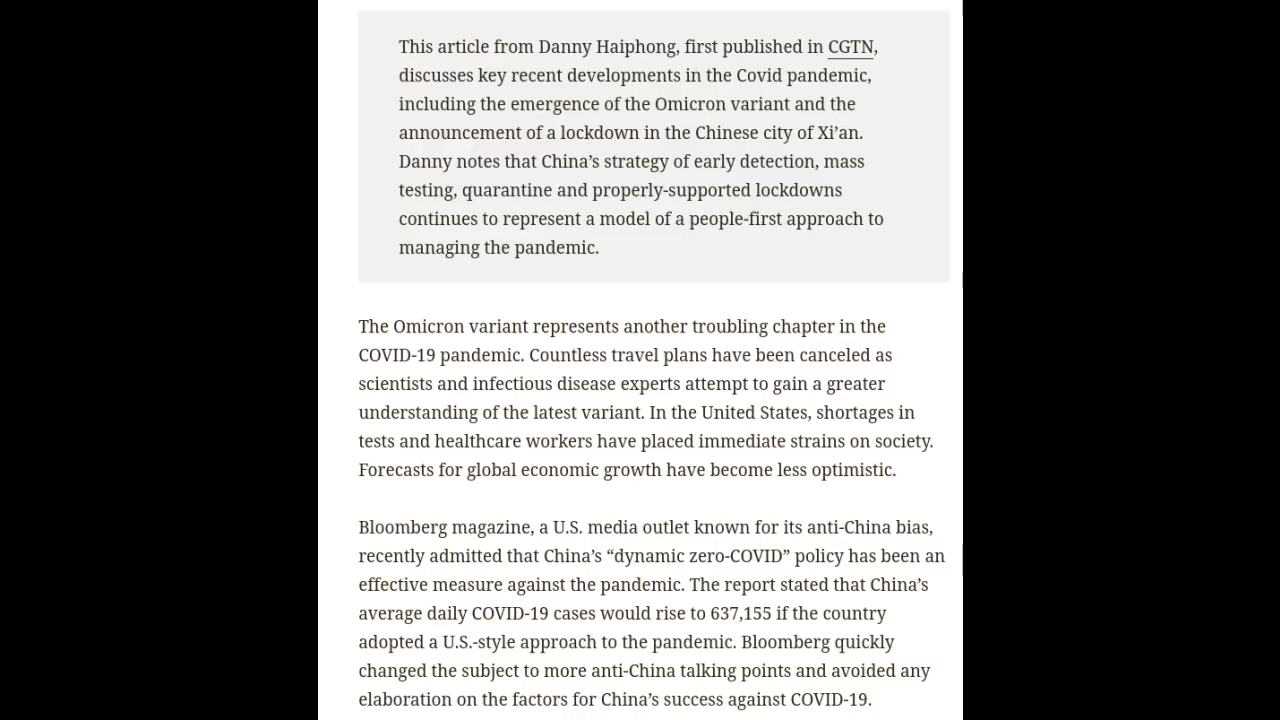 This article from Danny Haiphong, first published in CGTN,
discusses key recent developments in the Covid pandemic,
including the emergence of the Omicron variant and the
announcement of a lockdown in the Chinese city of Xi’an.
Danny notes that China’s strategy of early detection, mass
testing, quarantine and properly-supported lockdowns
continues to represent a model of a people-first approach to
managing the pandemic.
The Omicron variant represents another troubling chapter in the
COVID-19 pandemic. Countless travel plans have been canceled as
scientists and infectious disease experts attempt to gain a greater
understanding of the latest variant. In the United States, shortages in
tests and healthcare workers have placed immediate strains on society.
Forecasts for global economic growth have become less optimistic.
Bloomberg magazine, a U.S. media outlet known for its anti-China bias,
recently admitted that China’s “dynamic zero-COVID” policy has been an
effective measure against the pandemic. The report stated that China’s
average daily COVID-19 cases would rise to 637,155 if the country
adopted a U.S.-style approach to the pandemic. Bloomberg quickly
changed the subject to more anti-China talking points and avoided any
elaboration on the factors for China’s success against COVID-19.